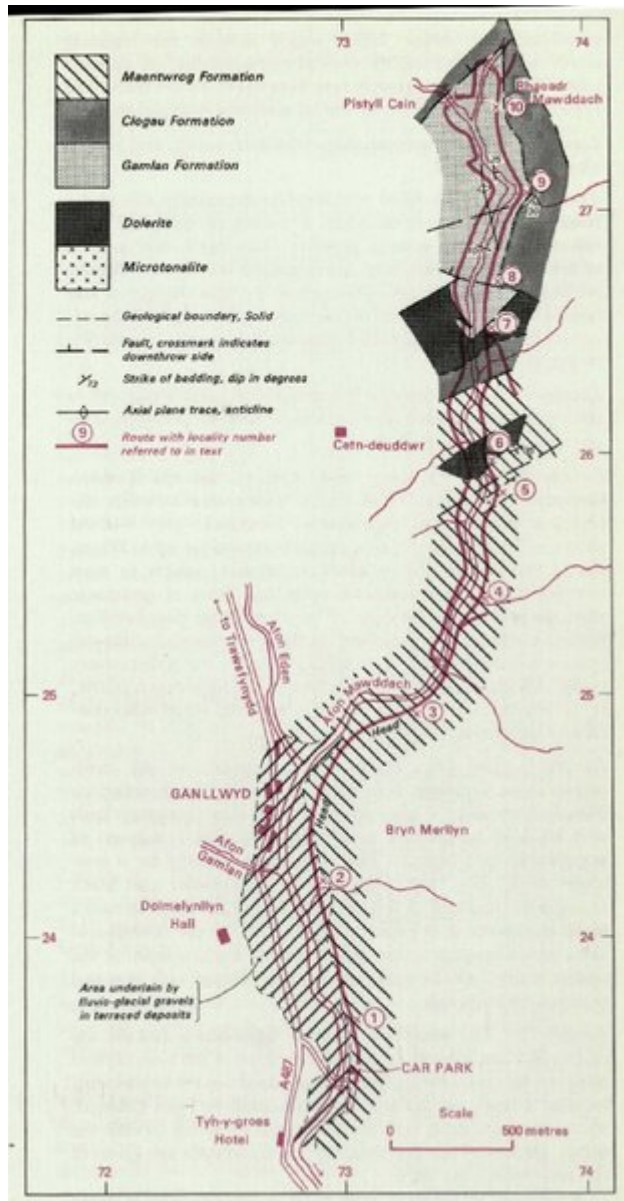 73
74
Maentwrog Formation
Clogau Formation
Gamlan Formation
Dolerite
Microtonalite
Geological boundary, Solid
Fault, crossmark indicates
downthrow side
Strike of bedding, dip in degrees
Axial plane trace, anticline
9
Route with locality number
referred to in text
Pistyll Cain
Rhaeadr
Mawddach
10
9
27
8
7
Cefn-deuddwr
6
26
26
5
4
to Trawsfynydd
Afon Eden
Afon Mawddach
25
25
3
Head
GANLLWYD
Head
Bryn Merllyn
Afon
Gamlan
2
Dolmelynllyn
Hall
24
24
Area underlain by
fluvio-glacial gravels
in terraced deposits
1
CAR PARK
A487
Tyn-y-groes
Hotel
Scale
0 500 metres
72
73
74